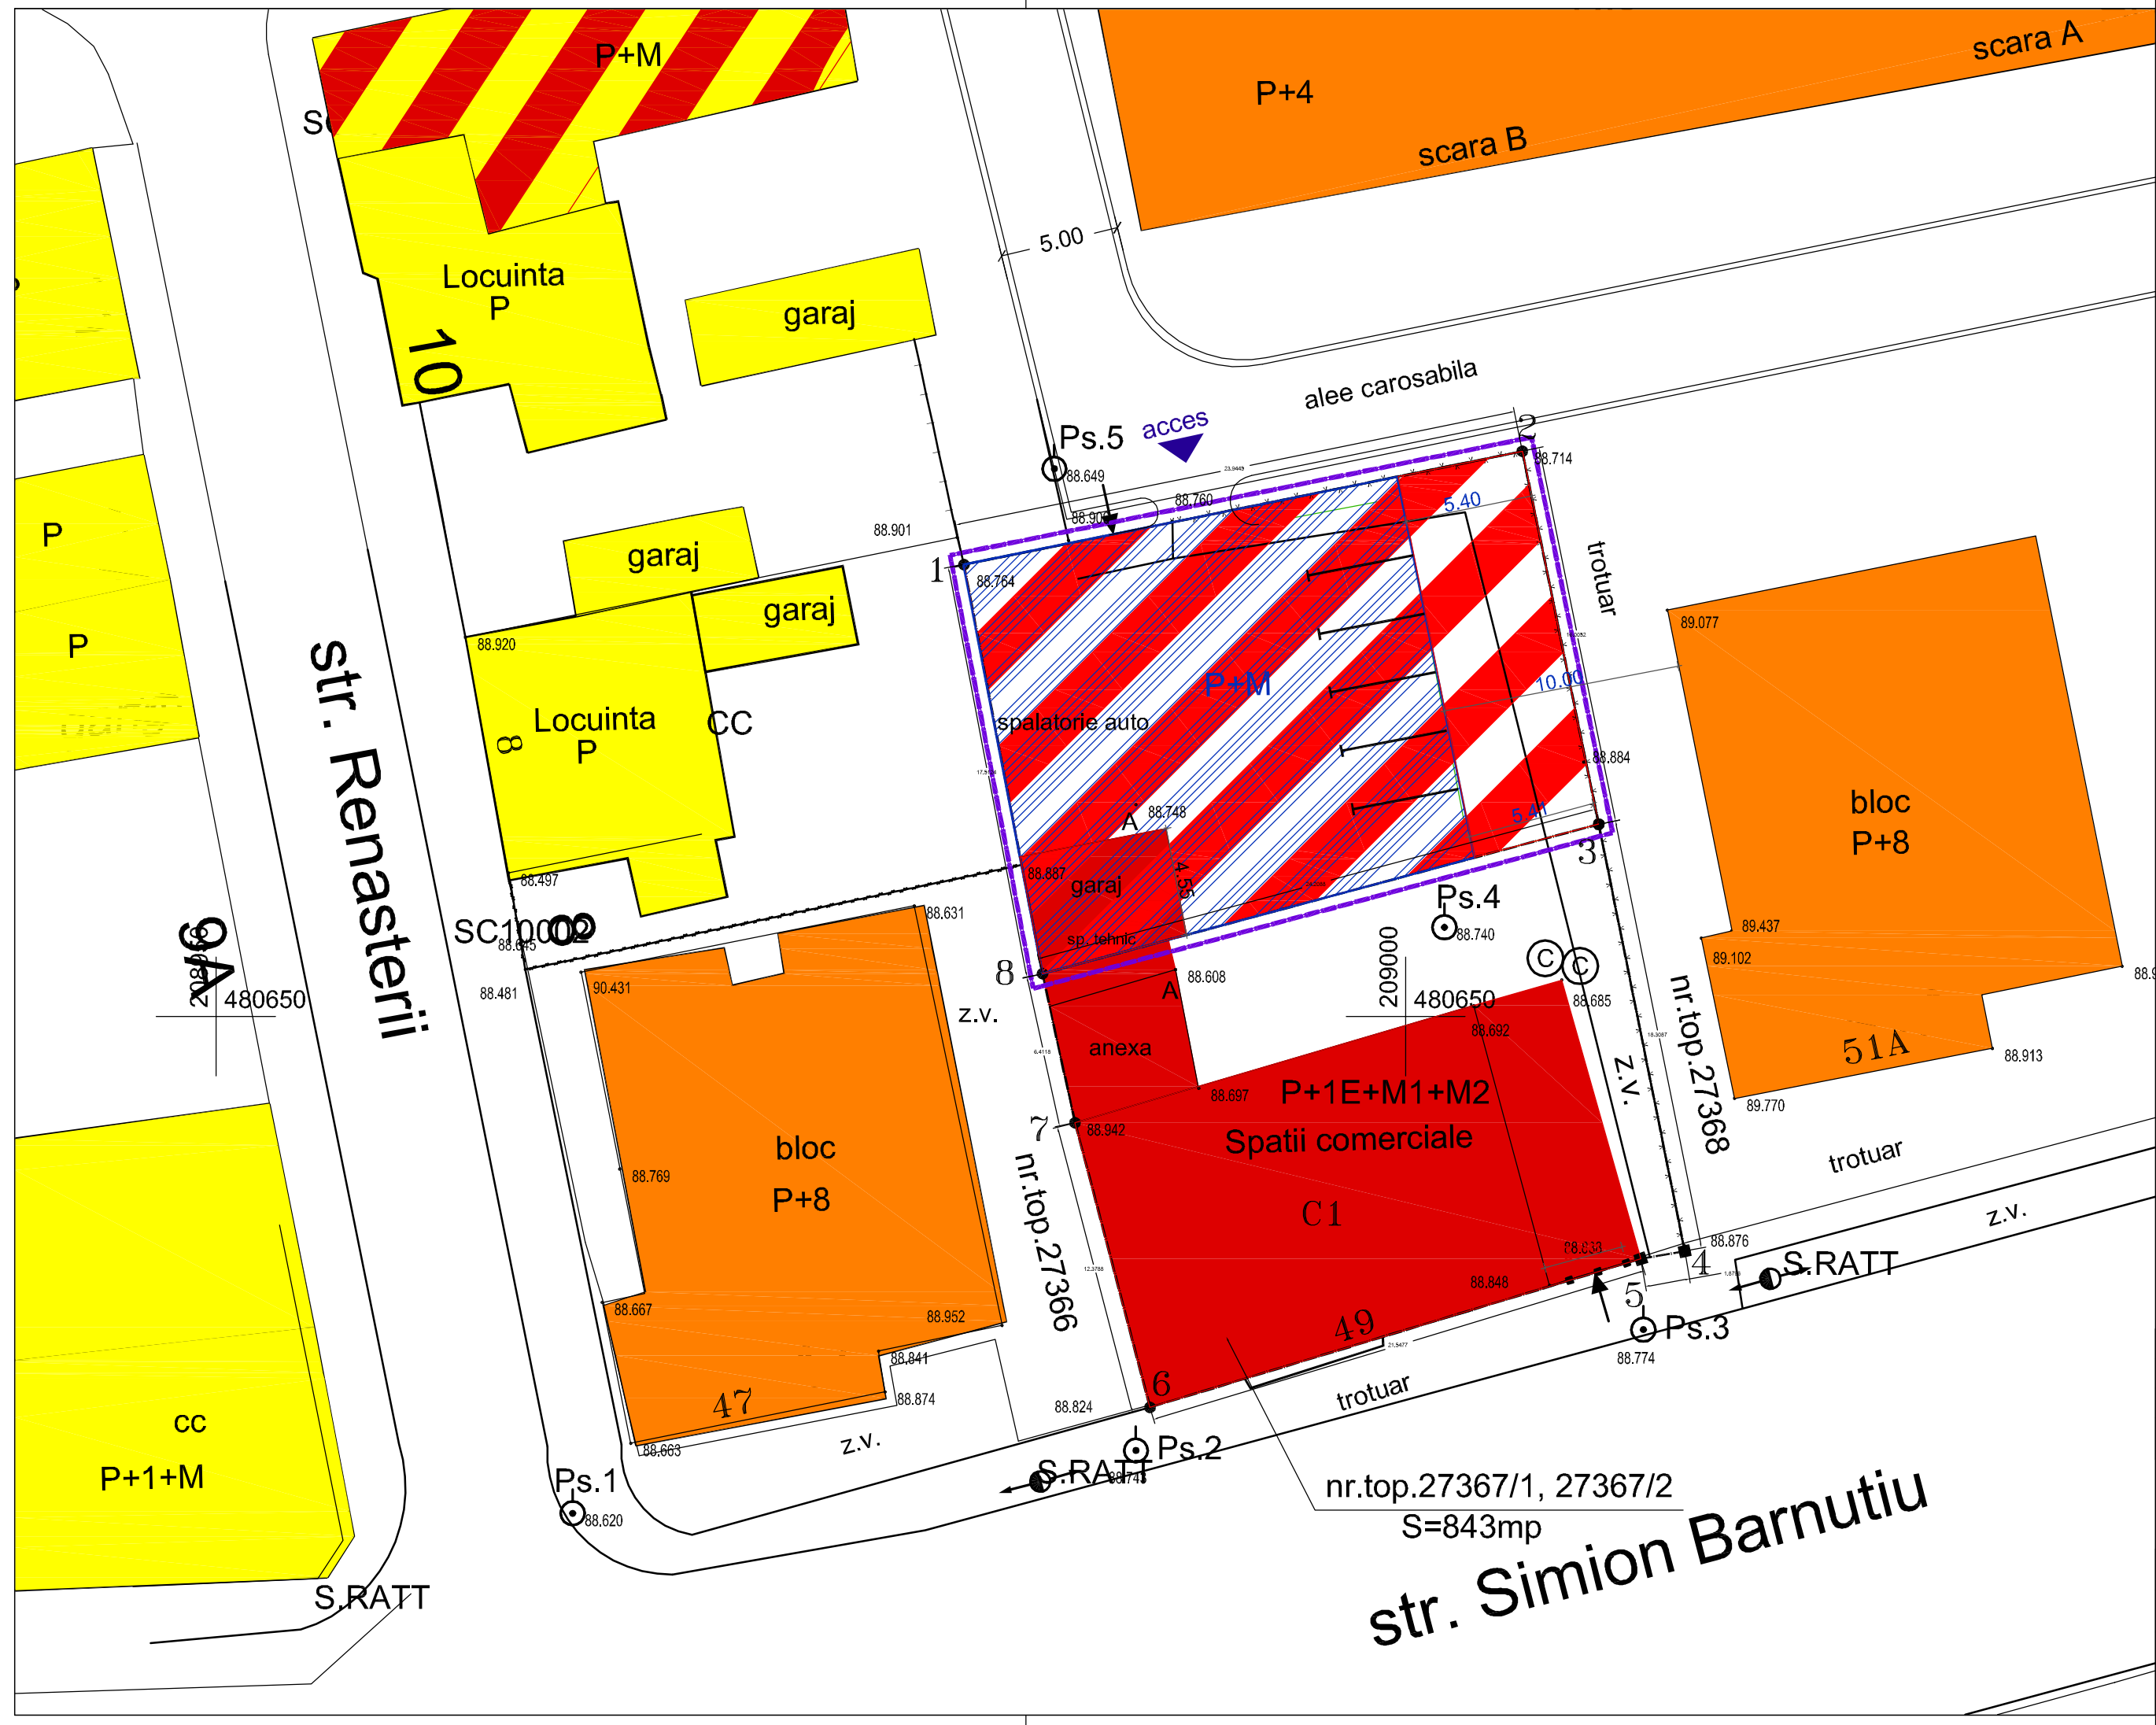 P+M
scara A
P+4
scara B
5.00
Locuinta
P
10
garaj
alee carosabila
acces
Ps.5
88.649
2
88.714
88.760
5.40
88.901
garaj
P
1
88.764
trotuar
garaj
88.920
89.077
P
str. Renasterii
8
Locuinta
P
CC
P+M
10.00
spalatorie auto
88.884
bloc
P+8
5.41
A
88.748
3
88.887
garaj
4.55
88.497
Ps.4
88.740
88.631
SC10002
88.645
sp. tehnic
9A
480650
8
88.608
A
209000
480650
C
C
88.685
89.437
89.102
88.481
90.431
z.v.
88.692
nr.top.27368
anexa
51A
88.913
z.v.
88.697
P+1E+M1+M2
89.770
7
88.942
Spatii comerciale
bloc
P+8
88.769
nr.top.27366
C1
trotuar
z.v.
88.876
4
S.RATT
88.848
5
88.667
88.952
49
Ps.3
88.774
88.841
88.874
47
6
88.824
trotuar
z.v.
88.663
cc
P+1+M
Ps.2
S.RATT
88.743
Ps.1
88.620
nr.top.27367/1, 27367/2
S=843mp
str. Simion Barnutiu
S.RATT